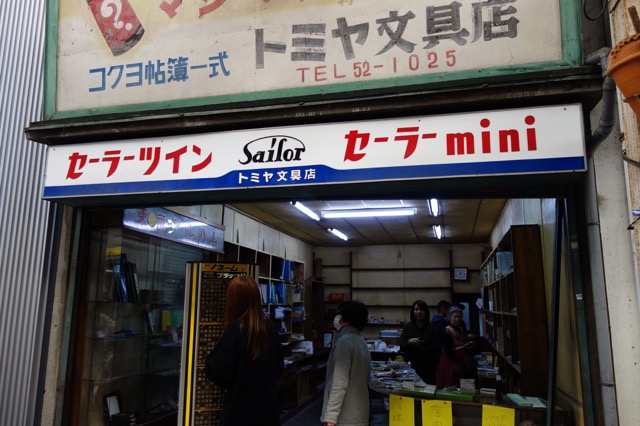 マジ
トミヤ文具店
コクヨ帖簿一式
TEL 52-1025
セーラーツイン
Sailor
セーラーmini
トミヤ文具店